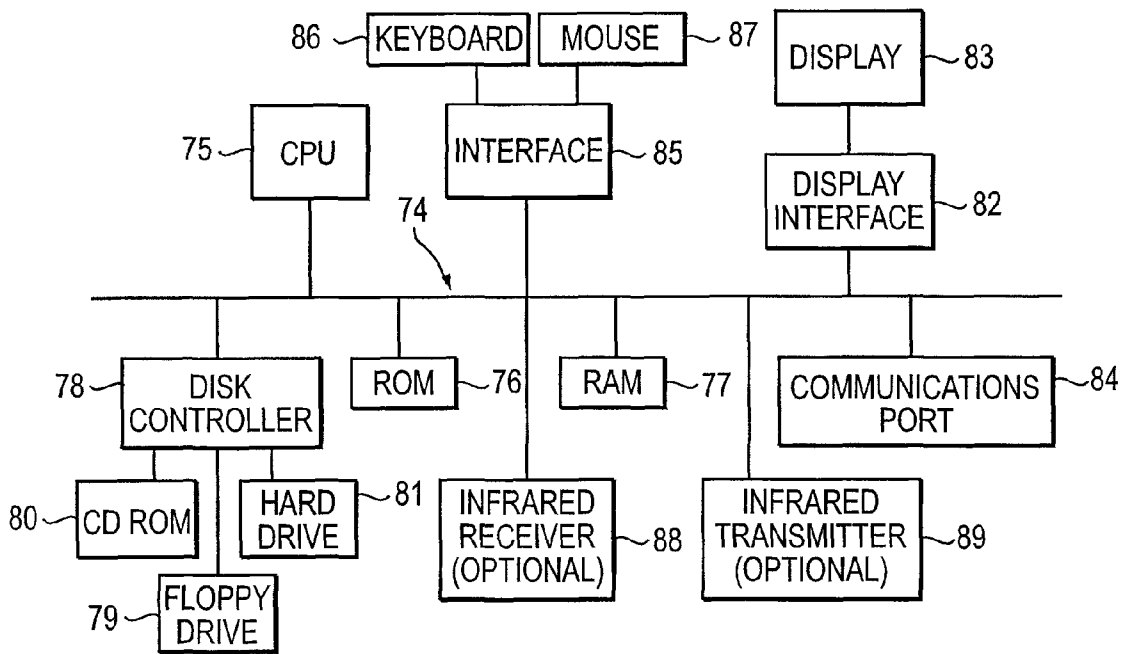 86
KEYBOARD
MOUSE
87
DISPLAY
83
75
CPU
INTERFACE
85
DISPLAY
INTERFACE
82
74
78
DISK
CONTROLLER
ROM
76
RAM
77
COMMUNICATIONS
PORT
84
80
CD ROM
HARD
DRIVE
81
INFRARED
RECEIVER
(OPTIONAL)
88
INFRARED
TRANSMITTER
(OPTIONAL)
89
79
FLOPPY
DRIVE